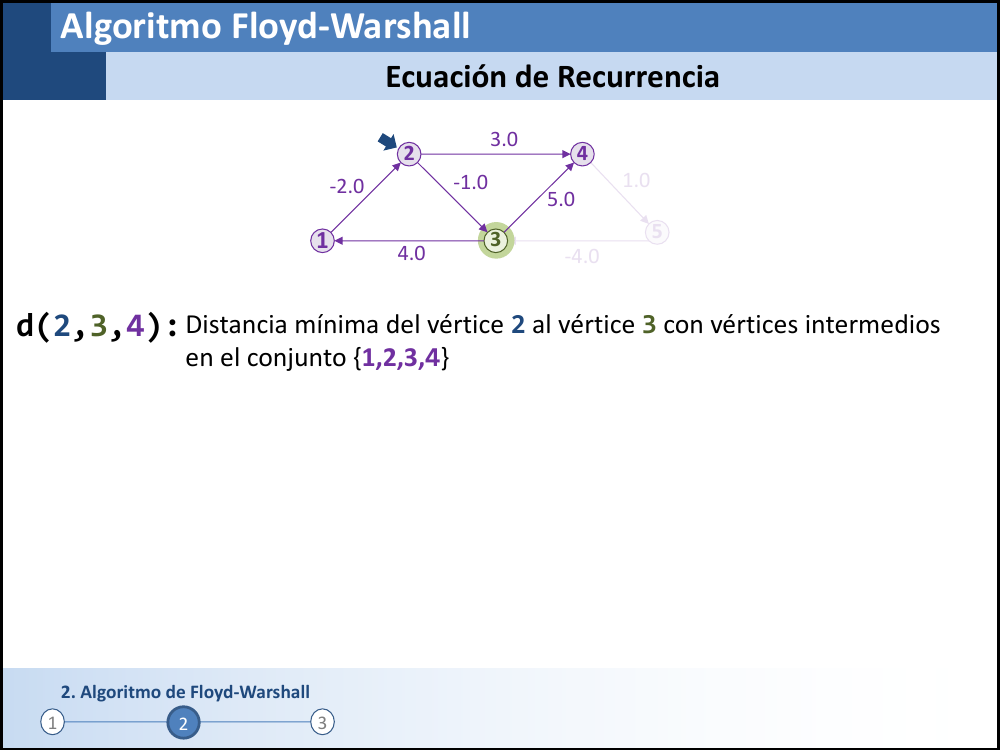 Algoritmo Floyd-Warshall
Ecuación de Recurrencia
3.0
2
4
-2.0
-1.0
5.0
1.0
1
3
5
4.0
-4.0
d(2,3,4): Distancia mínima del vértice 2 al vértice 3 con vértices intermedios
en el conjunto {1,2,3,4}
2. Algoritmo de Floyd-Warshall
1 2 3